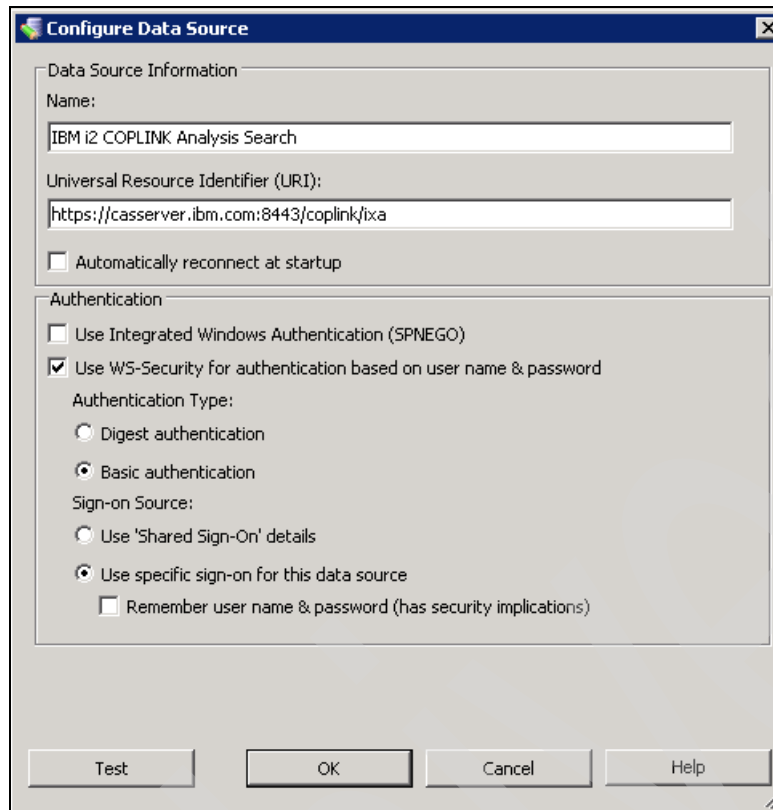 Configure Data Source
Data Source Information
Name:
IBM i2 COPLINK Analysis Search
Universal Resource Identifier (URI):
https://casserver.ibm.com:8443/coplink/ixa
Automatically reconnect at startup
Authentication
Use Integrated Windows Authentication (SPNEGO)
Use WS-Security for authentication based on user name & password
Authentication Type:
Digest authentication
Basic authentication
Sign-on Source:
Use 'Shared Sign-On' details
Use specific sign-on for this data source
Remember user name & password (has security implications)
Test OK Cancel Help